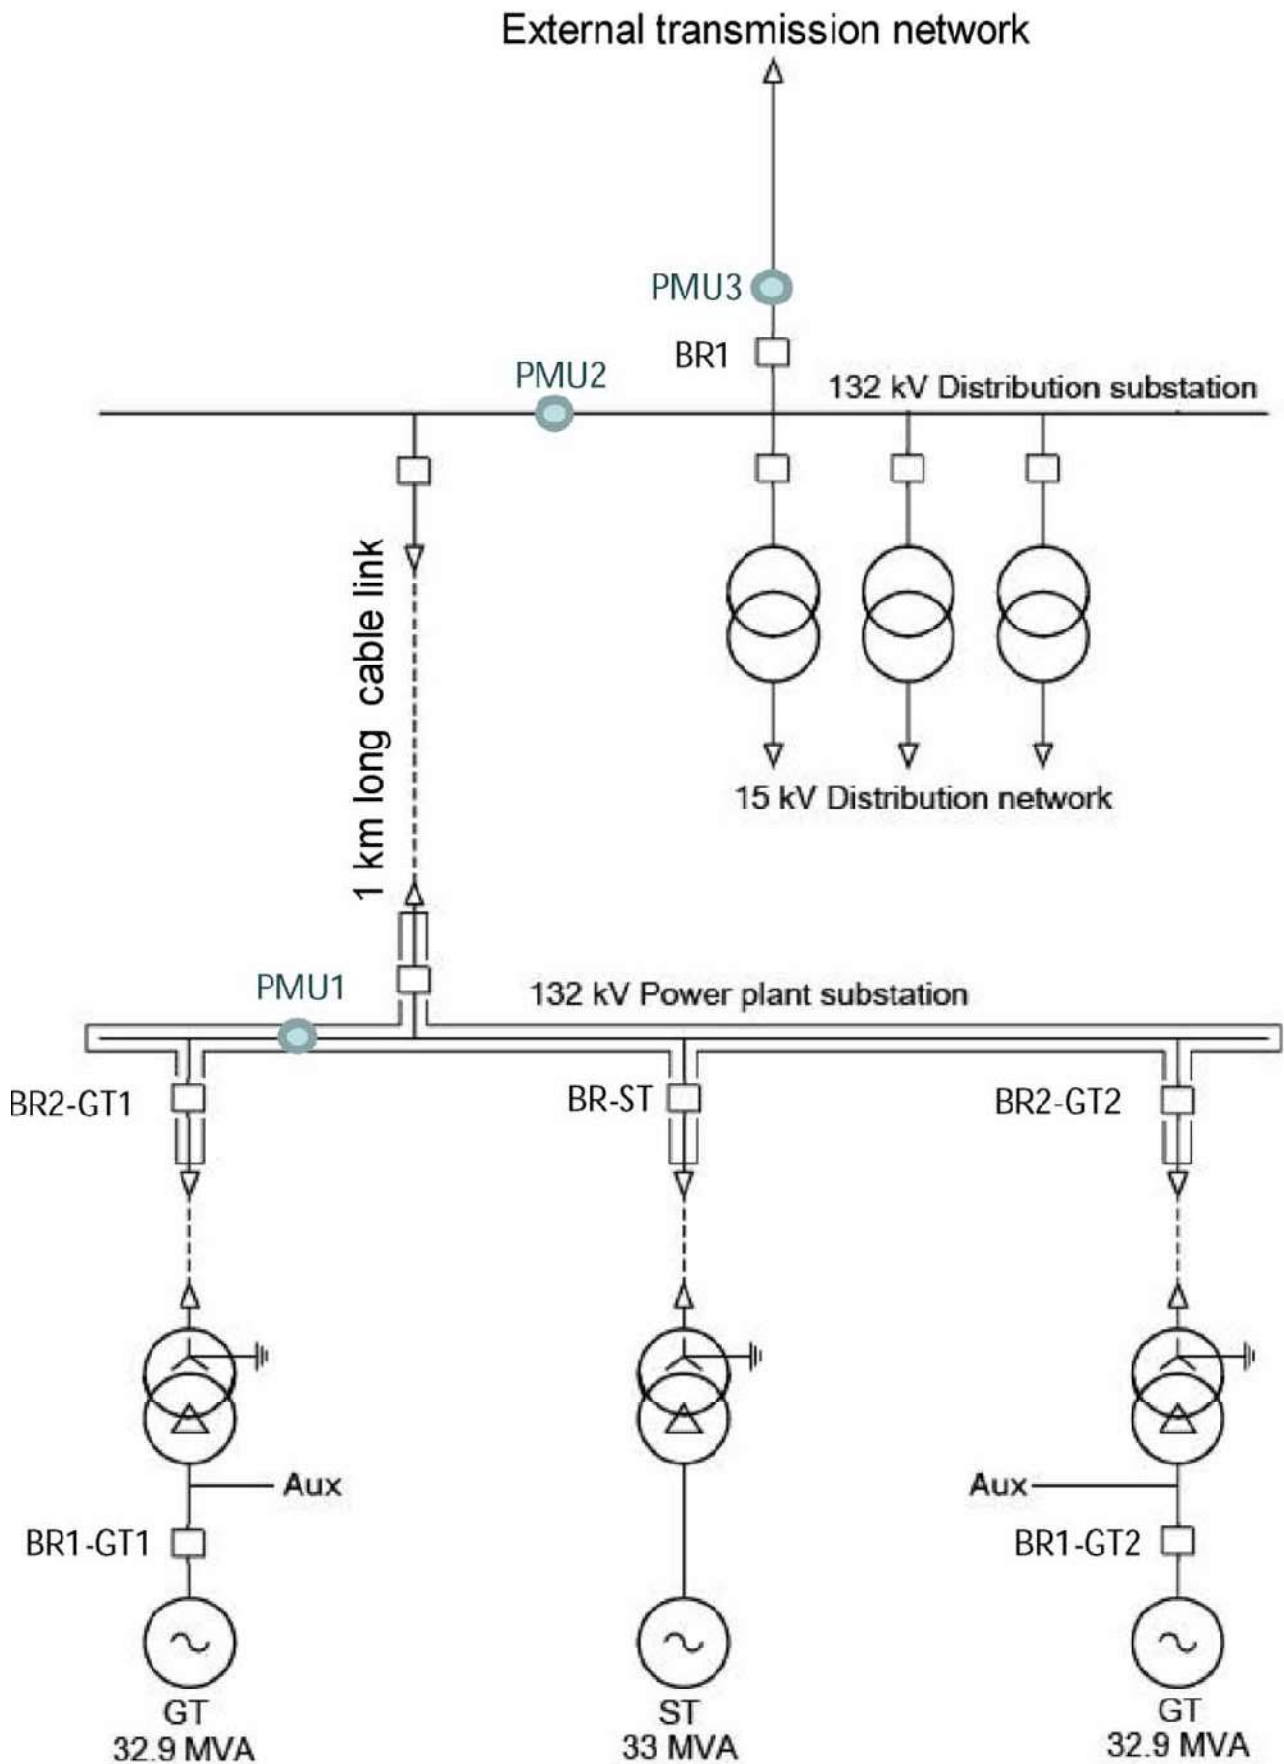 External transmission network
PMU3
BR1
PMU2
132 kV Distribution substation
1 km long cable link
15 kV Distribution network
PMU1
132 kV Power plant substation
BR2-GT1
BR-ST
BR2-GT2
Aux
Aux
BR1-GT1
BR1-GT2
GT
32.9 MVA
ST
33 MVA
GT
32.9 MVA